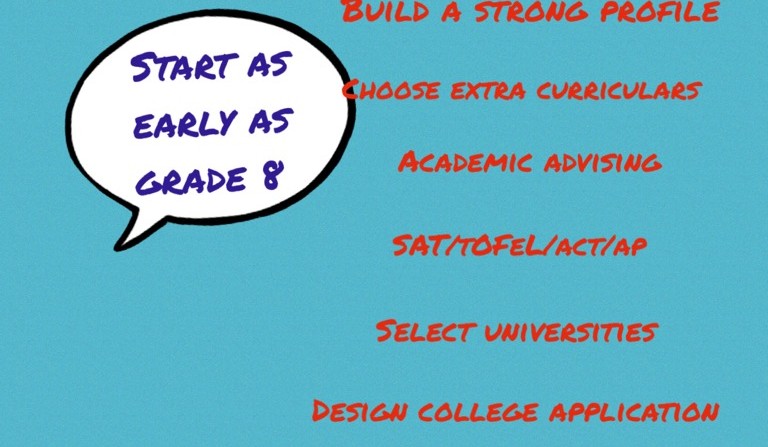 Start as
early as
grade 8
Build a strong profile
Choose extra curriculars
Academic advising
SAT/TOFeL/act/ap
Select universities
Design college application